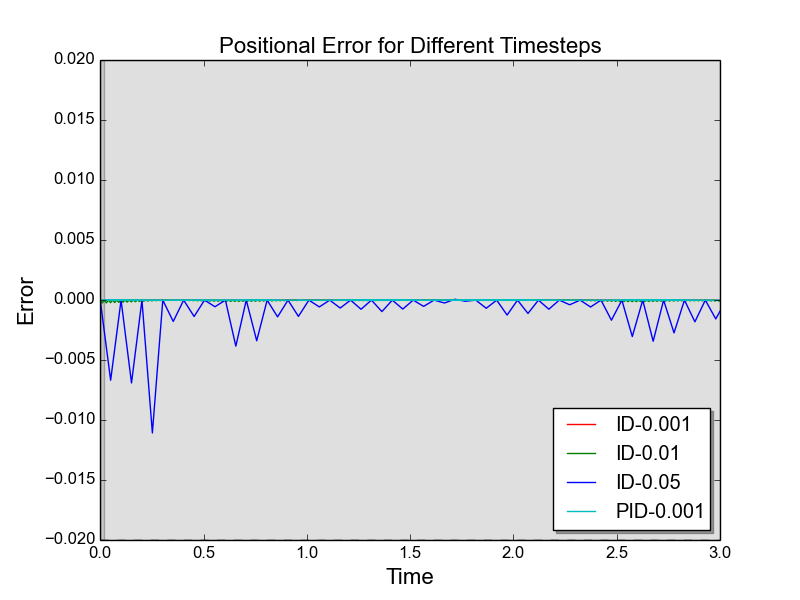 Positional Error for Different Timesteps
0.020
0.015
0.010
0.005
0.000
−0.005
−0.010
−0.015
−0.020
Error
0.0 0.5 1.0 1.5 2.0 2.5 3.0
Time
ID-0.001
ID-0.01
ID-0.05
PID-0.001